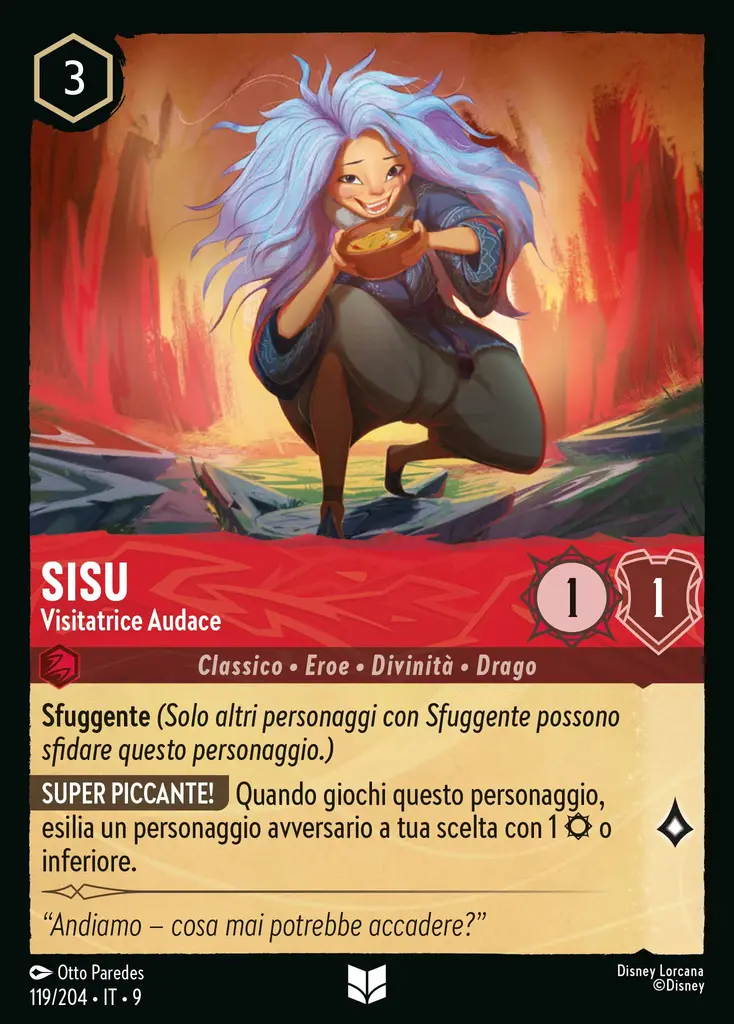 3
SISU
Visitatrice Audace
1
1
Classico • Eroe • Divinità • Drago
Sfuggente (Solo altri personaggi con Sfuggente possono
sfidare questo personaggio.)
SUPER PICCANTE! Quando giochi questo personaggio,
esilia un personaggio avversario a tua scelta con 1 o
inferiore.
“Andiamo – cosa mai potrebbe accadere?”
Otto Paredes
119/204 • IT • 9
Disney Lorcana
©Disney